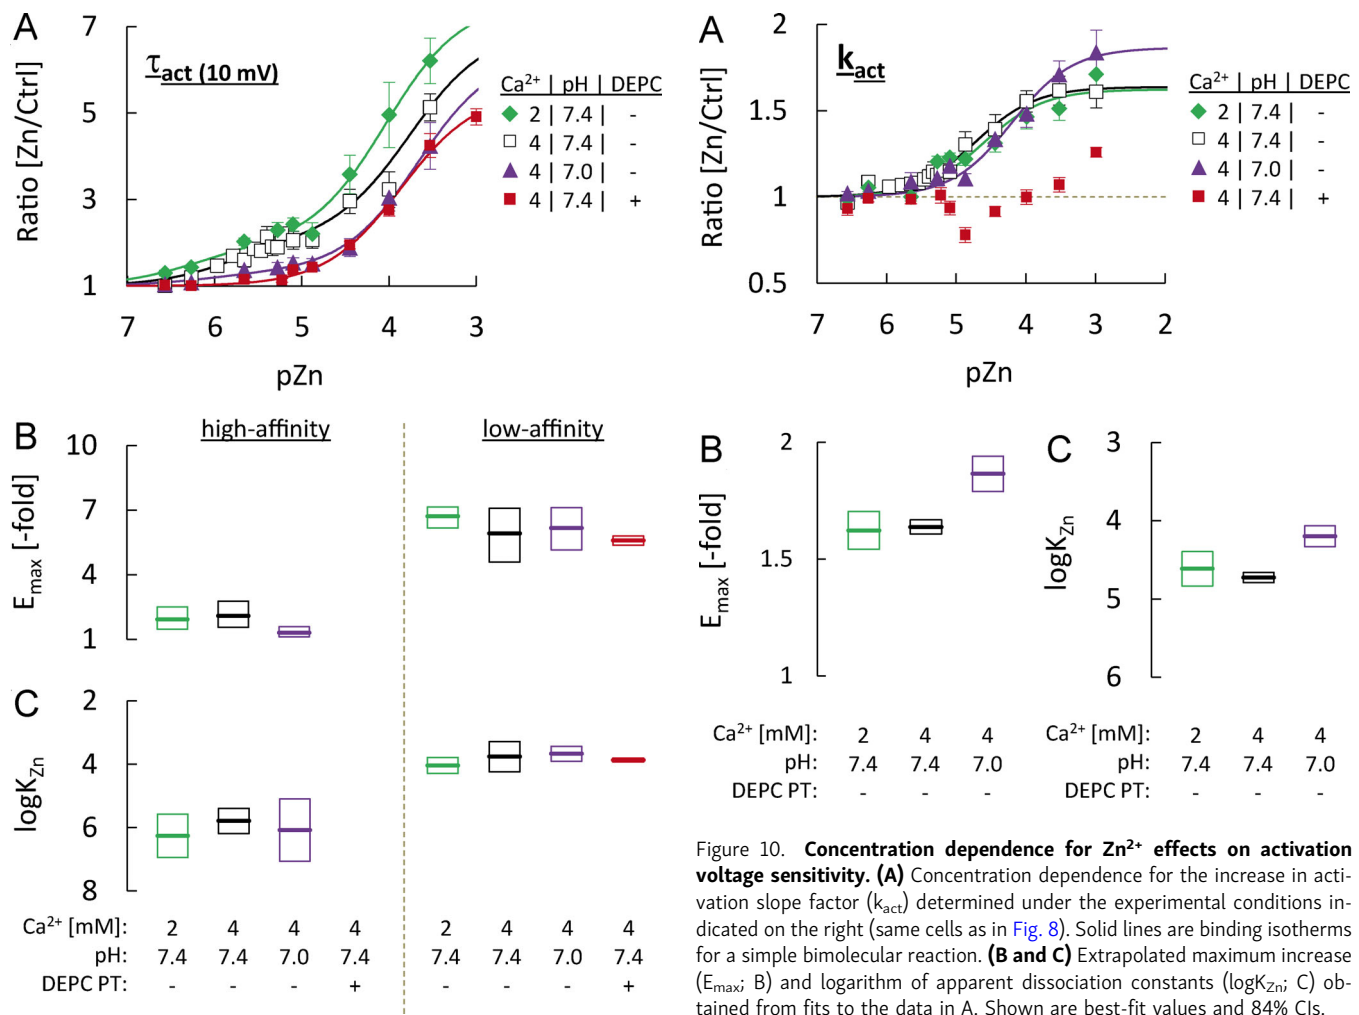 A
τact (10 mV)
Ratio [Zn/Ctrl]
7
5
3
1
7 6 5 4 3
pZn
Ca²⁺ | pH | DEPC
2 | 7.4 | -
4 | 7.4 | -
4 | 7.0 | -
4 | 7.4 | +
B
high-affinity
low-affinity
Emax [-fold]
10
7
4
1
C
logKZn
2
4
6
8
Ca²⁺ [mM]: 2 4 4 4 2 4 4 4
pH: 7.4 7.4 7.0 7.4 7.4 7.4 7.0 7.4
DEPC PT: - - - + - - - +
A
kact
Ratio [Zn/Ctrl]
2
1.5
1
0.5
7 6 5 4 3 2
pZn
Ca²⁺ | pH | DEPC
2 | 7.4 | -
4 | 7.4 | -
4 | 7.0 | -
4 | 7.4 | +
B
Emax [-fold]
2
1.5
1
C
logKZn
3
4
5
6
Ca²⁺ [mM]: 2 4 4
pH: 7.4 7.4 7.0
DEPC PT: - - -
Ca²⁺ [mM]: 2 4 4
pH: 7.4 7.4 7.0
DEPC PT: - - -
Figure 10. Concentration dependence for Zn²⁺ effects on activation
voltage sensitivity. (A) Concentration dependence for the increase in acti-
vation slope factor (kact) determined under the experimental conditions in-
dicated on the right (same cells as in Fig. 8). Solid lines are binding isotherms
for a simple bimolecular reaction. (B and C) Extrapolated maximum increase
(Emax; B) and logarithm of apparent dissociation constants (logKZn; C) ob-
tained from fits to the data in A. Shown are best-fit values and 84% CIs.